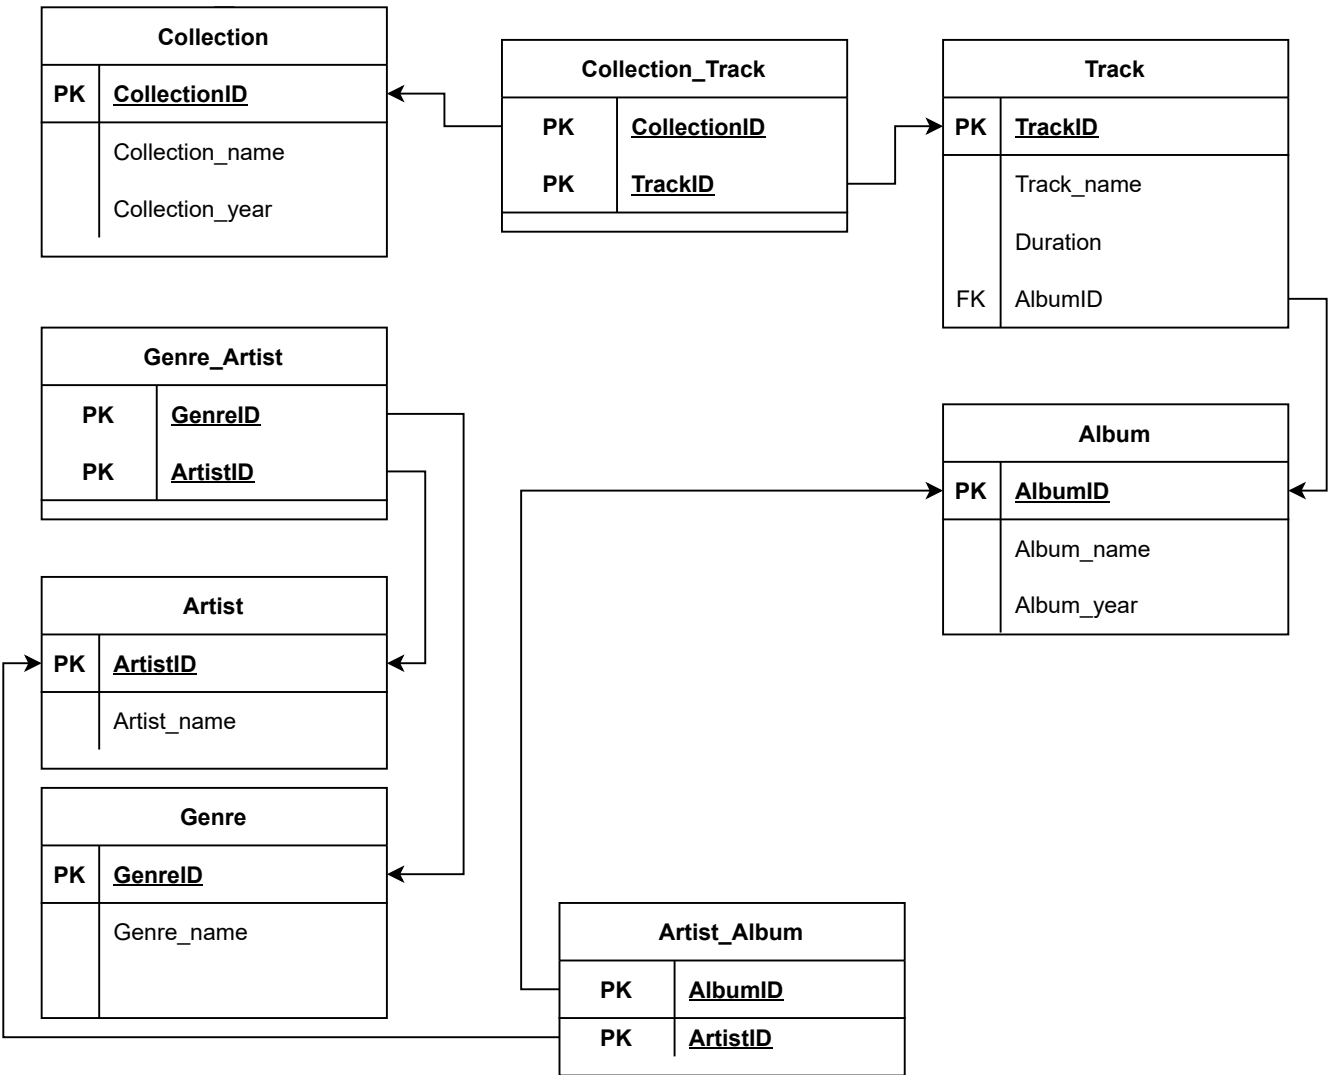 Collection
PK CollectionID
Collection_name
Collection_year
Collection_Track
PK CollectionID
PK TrackID
Track
PK TrackID
Track_name
Duration
FK AlbumID
Genre_Artist
PK GenreID
PK ArtistID
Album
PK AlbumID
Album_name
Album_year
Artist
PK ArtistID
Artist_name
Genre
PK GenreID
Genre_name
Artist_Album
PK AlbumID
PK ArtistID